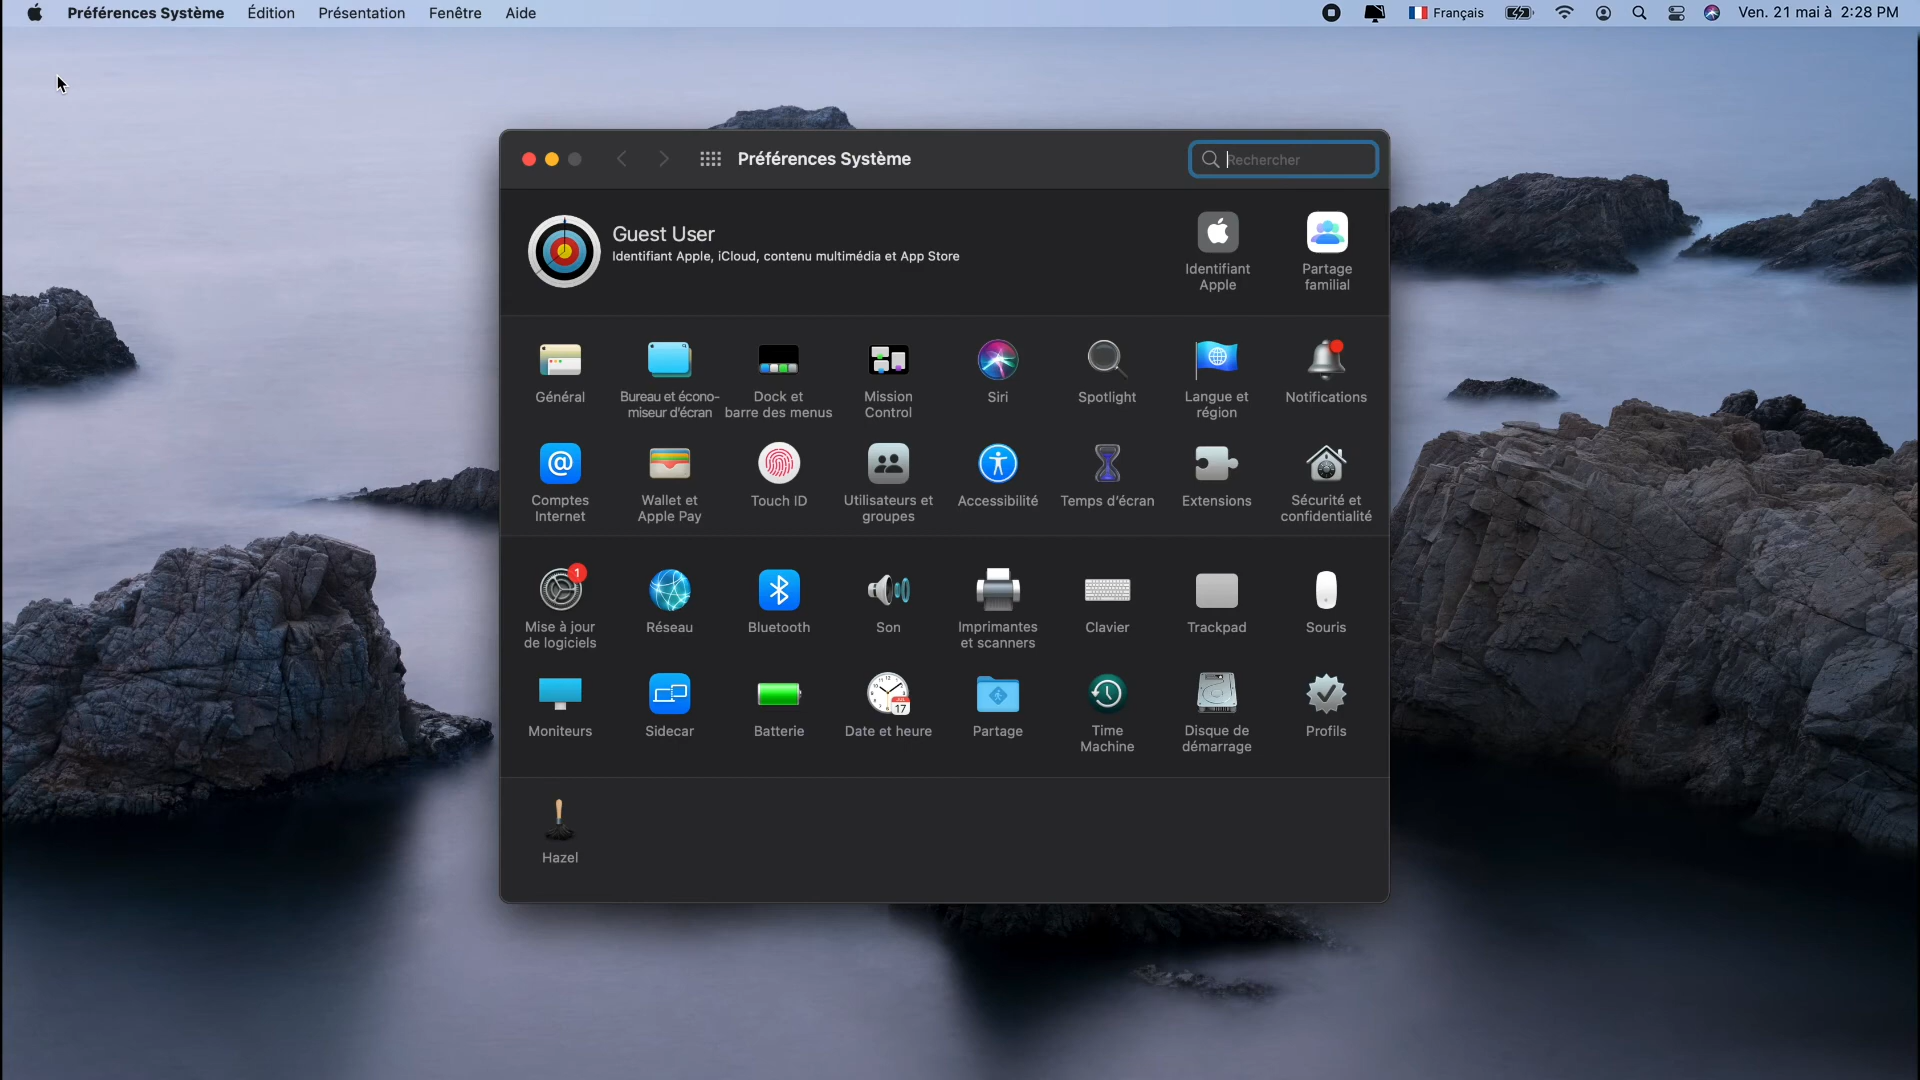 Préférences Système Édition Présentation Fenêtre Aide Français Ven. 21 mai à 2:28 PM
Préférences Système Rechercher
Guest User
Identifiant Apple, iCloud, contenu multimédia et App Store
Identifiant
Apple
Partage
familial
Général
Bureau et écono-
miseur d'écran
Dock et
barre des menus
Mission
Control
Siri
Spotlight
Langue et
région
Notifications
Comptes
Internet
Wallet et
Apple Pay
Touch ID
Utilisateurs et
groupes
Accessibilité
Temps d'écran
Extensions
Sécurité et
confidentialité
1
Mise à jour
de logiciels
Réseau
Bluetooth
Son
Imprimantes
et scanners
Clavier
Trackpad
Souris
Moniteurs
Sidecar
Batterie
17
Date et heure
Partage
Time
Machine
Disque de
démarrage
Profils
Hazel